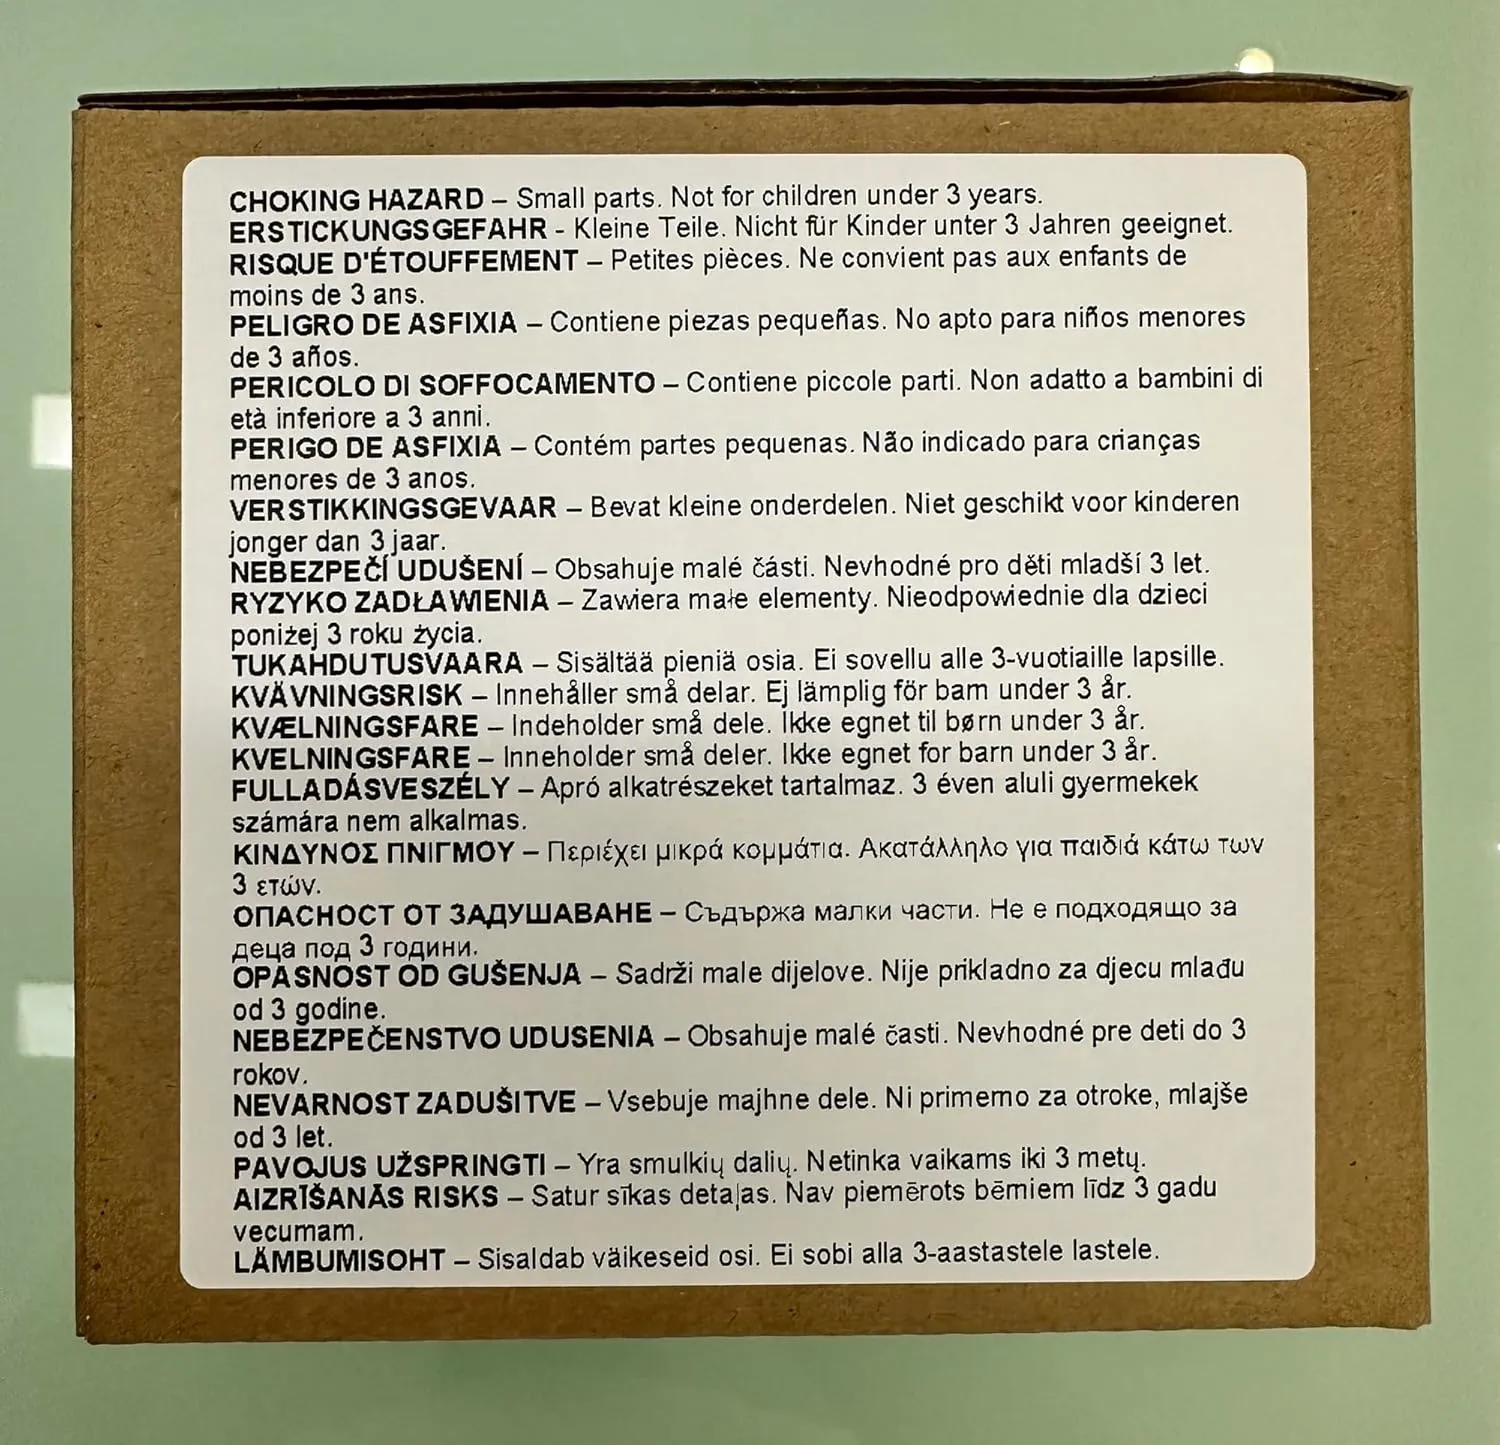 CHOKING HAZARD – Small parts. Not for children under 3 years.
ERSTICKUNGSGEFAHR - Kleine Teile. Nicht für Kinder unter 3 Jahren geeignet.
RISQUE D'ÉTOUFFEMENT – Petites pièces. Ne convient pas aux enfants de
moins de 3 ans.
PELIGRO DE ASFIXIA – Contiene piezas pequeñas. No apto para niños menores
de 3 años.
PERICOLO DI SOFFOCAMENTO – Contiene piccole parti. Non adatto a bambini di
età inferiore a 3 anni.
PERIGO DE ASFIXIA – Contém partes pequenas. Não indicado para crianças
menores de 3 anos.
VERSTIKKINGSGEVAAR – Bevat kleine onderdelen. Niet geschikt voor kinderen
jonger dan 3 jaar.
NEBEZPEČÍ UDUŠENÍ – Obsahuje malé části. Nevhodné pro děti mladší 3 let.
RYZYKO ZADŁAWIENIA – Zawiera małe elementy. Nieodpowiednie dla dzieci
poniżej 3 roku życia.
TUKAHDUTUSVAARA – Sisältää pieniä osia. Ei sovellu alle 3-vuotiaille lapsille.
KVÄVNINGSRISK – Innehåller små delar. Ej lämplig för barn under 3 år.
KVÆLNINGSFARE – Indeholder små dele. Ikke egnet til børn under 3 år.
KVELNINGSFARE – Inneholder små deler. Ikke egnet for barn under 3 år.
FULLADÁSVESZÉLY – Apró alkatrészeket tartalmaz. 3 éven aluli gyermekek
számára nem alkalmas.
ΚΙΝΔΥΝΟΣ ΠΝΙΓΜΟΥ – Περιέχει μικρά κομμάτια. Ακατάλληλο για παιδιά κάτω των
3 ετών.
ОПАСНОСТ ОТ ЗАДУШАВАНЕ – Съдържа малки части. Не е подходящо за
деца под 3 години.
OPASNOST OD GUŠENJA – Sadrži male dijelove. Nije prikladno za djecu mlađu
od 3 godine.
NEBEZPEČENSTVO UDUSENIA – Obsahuje malé časti. Nevhodné pre deti do 3
rokov.
NEVARNOST ZADUŠITVE – Vsebuje majhne dele. Ni primerno za otroke, mlajše
od 3 let.
PAVOJUS UŽSPRINGTI – Yra smulkių dalių. Netinka vaikams iki 3 metų.
AIZRĪŠANĀS RISKS – Satur sīkas detaļas. Nav piemērots bērniem līdz 3 gadu
vecumam.
LÄMBUMISOHT – Sisaldab väikeseid osi. Ei sobi alla 3-aastastele lastele.